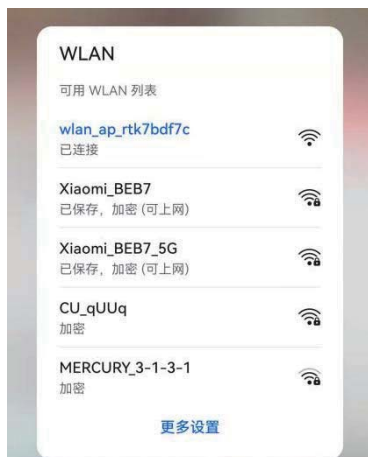 WLAN
可用 WLAN 列表
wlan_ap_rtk7bdf7c
已连接
Xiaomi_BEB7
已保存，加密 (可上网)
Xiaomi_BEB7_5G
已保存，加密 (可上网)
CU_qUUq
加密
MERCURY_3-1-3-1
加密
更多设置